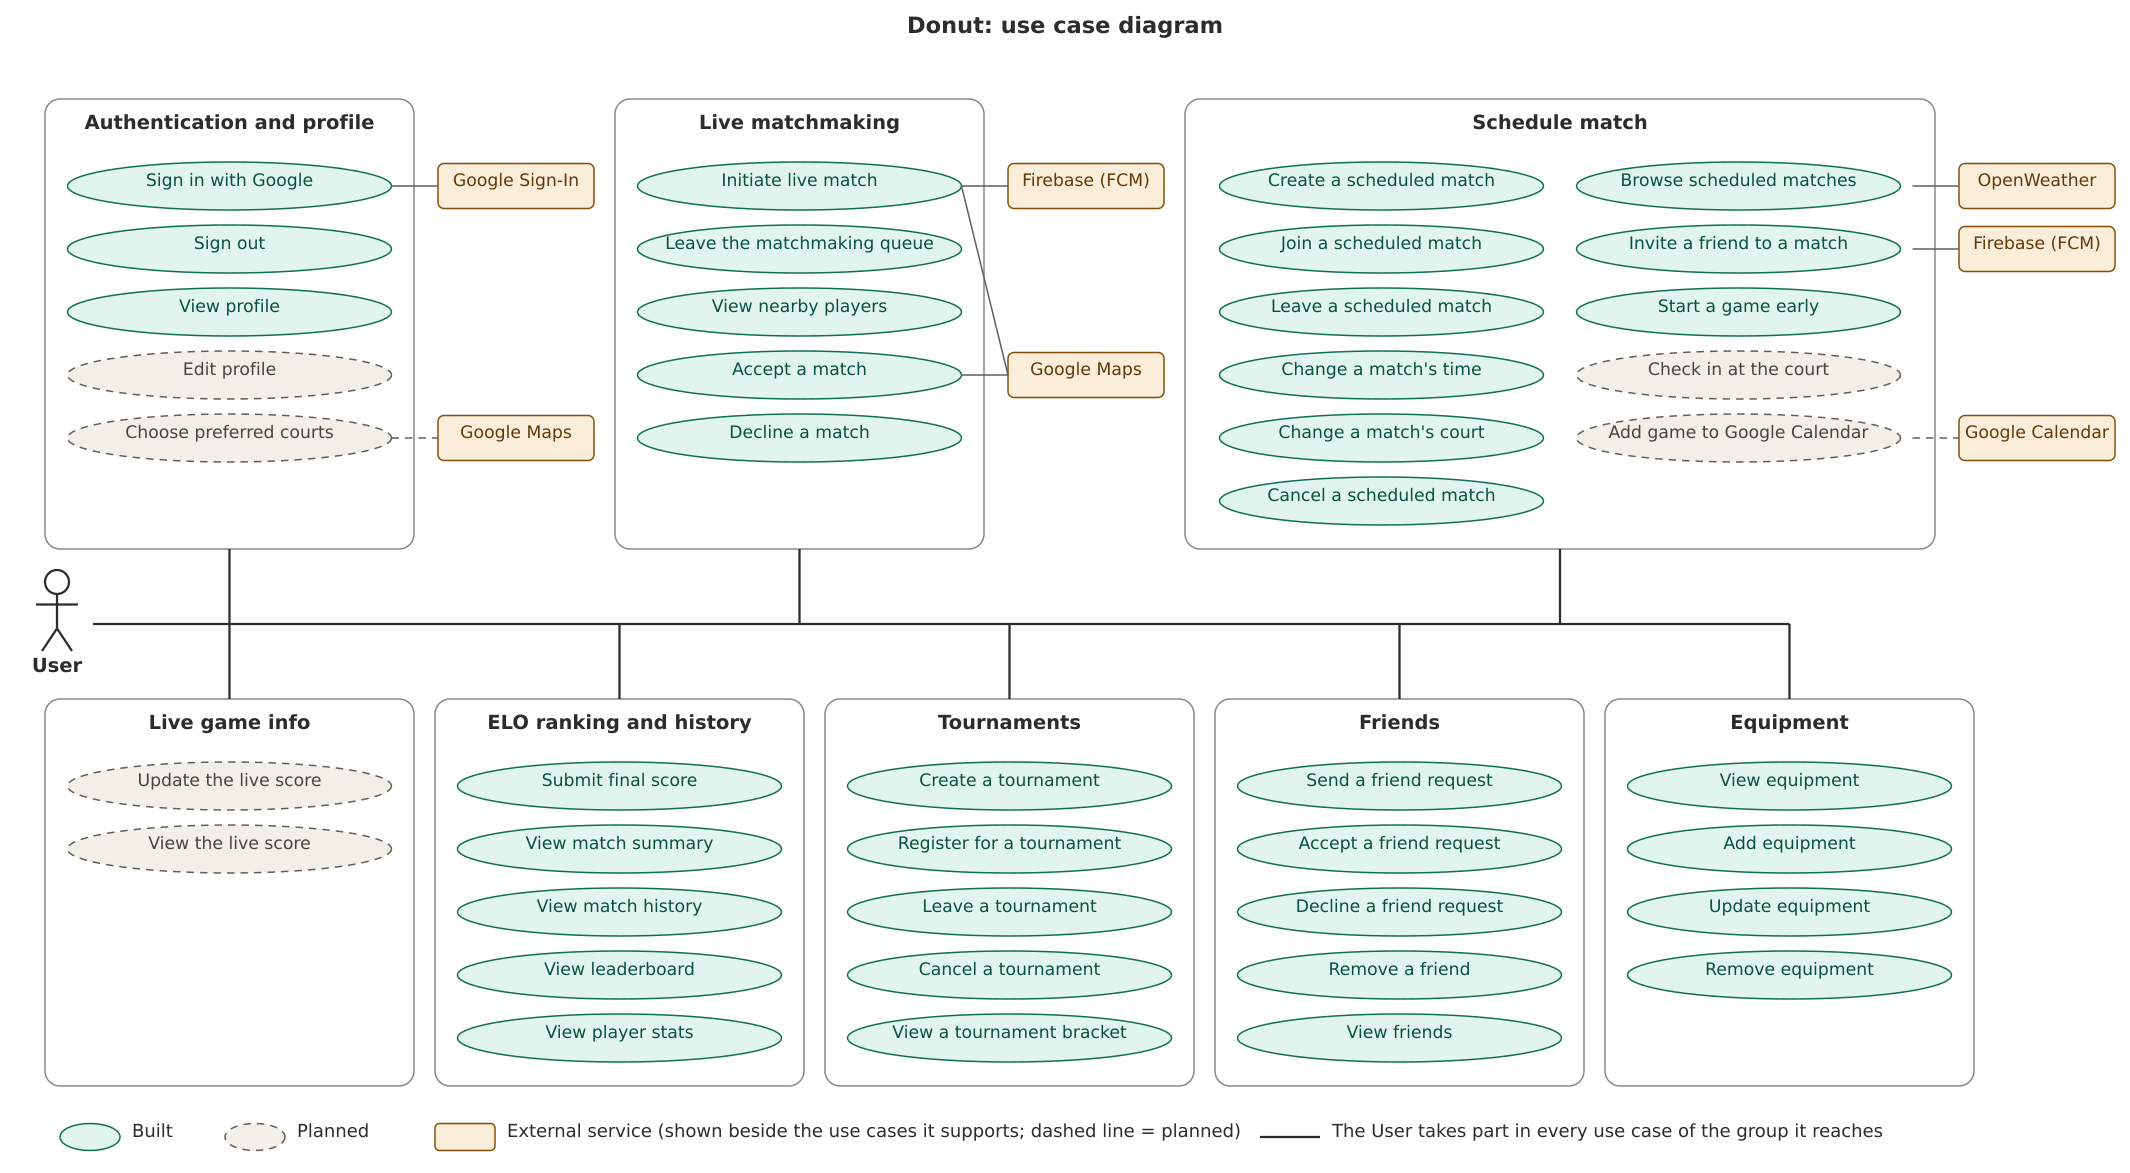 Donut: use case diagram
Authentication and profile
Sign in with Google
Google Sign-In
Sign out
View profile
Edit profile
Choose preferred courts
Google Maps
Live matchmaking
Initiate live match
Firebase (FCM)
Leave the matchmaking queue
View nearby players
Accept a match
Google Maps
Decline a match
Schedule match
Create a scheduled match
Join a scheduled match
Leave a scheduled match
Change a match's time
Change a match's court
Cancel a scheduled match
Browse scheduled matches
OpenWeather
Invite a friend to a match
Firebase (FCM)
Start a game early
Check in at the court
Add game to Google Calendar
Google Calendar
User
Live game info
Update the live score
View the live score
ELO ranking and history
Submit final score
View match summary
View match history
View leaderboard
View player stats
Tournaments
Create a tournament
Register for a tournament
Leave a tournament
Cancel a tournament
View a tournament bracket
Friends
Send a friend request
Accept a friend request
Decline a friend request
Remove a friend
View friends
Equipment
View equipment
Add equipment
Update equipment
Remove equipment
Built
Planned
External service (shown beside the use cases it supports; dashed line = planned)
The User takes part in every use case of the group it reaches